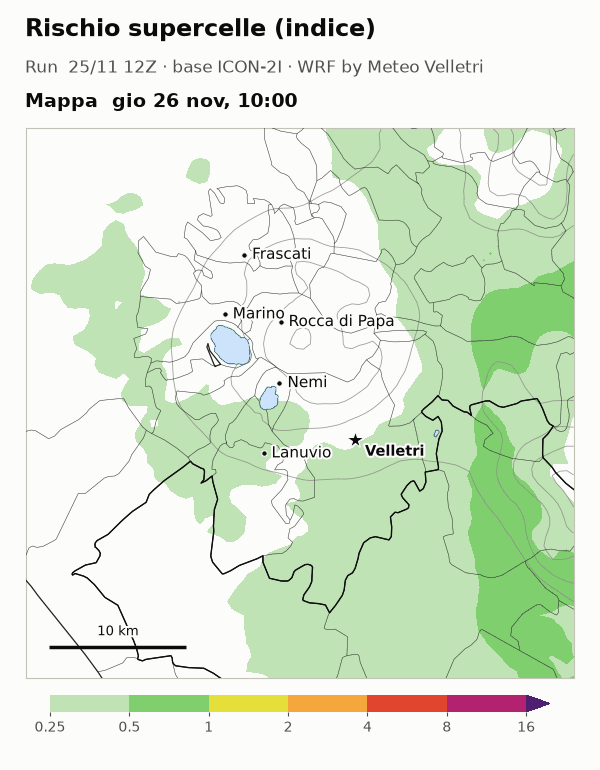 Rischio supercelle (indice)
Run  25/11 12Z · base ICON-2I · WRF by Meteo Velletri
Mappa  gio 26 nov, 10:00
Frascati
Marino
Rocca di Papa
Nemi
Velletri
Lanuvio
10 km
0.25 0.5 1 2 4 8 16